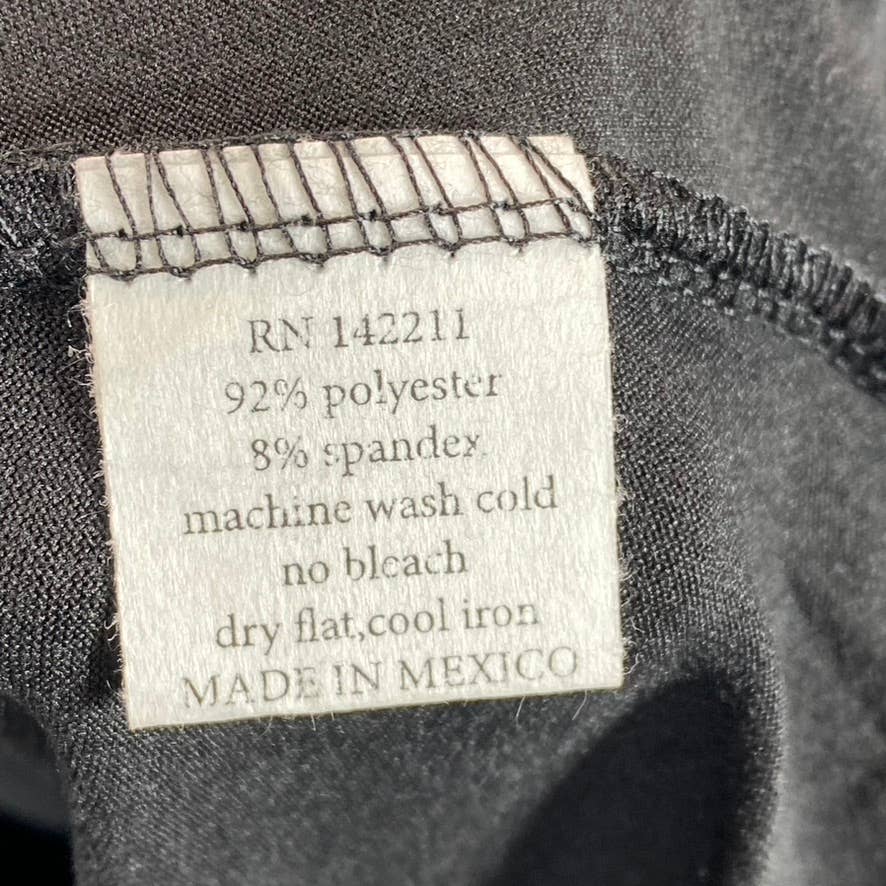 RN 142211
92% polyester
8% spandex
machine wash cold
no bleach
dry flat,cool iron
MADE IN MEXICO